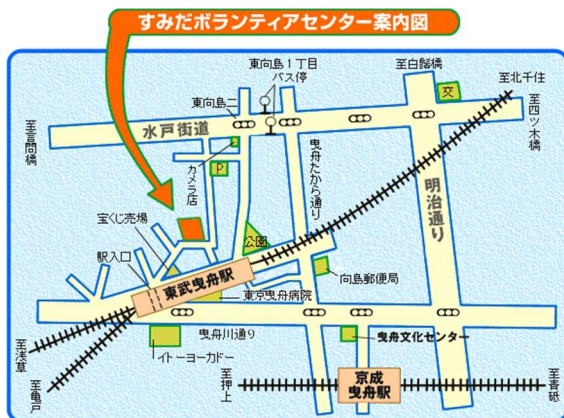 すみだボランティアセンター案内図
東向島1丁目
バス停
至白鬚橋
至北千住
交
東向島二
至四ツ木橋
水戸街道
至言問橋
カメラ店
P
曳舟たから通り
明治通り
宝くじ売場
公園
駅入口
東武曳舟駅
向島郵便局
東京曳舟病院
曳舟川通り
曳舟文化センター
至浅草
イトーヨーカドー
至亀戸
至押上
京成
曳舟駅
至青砥